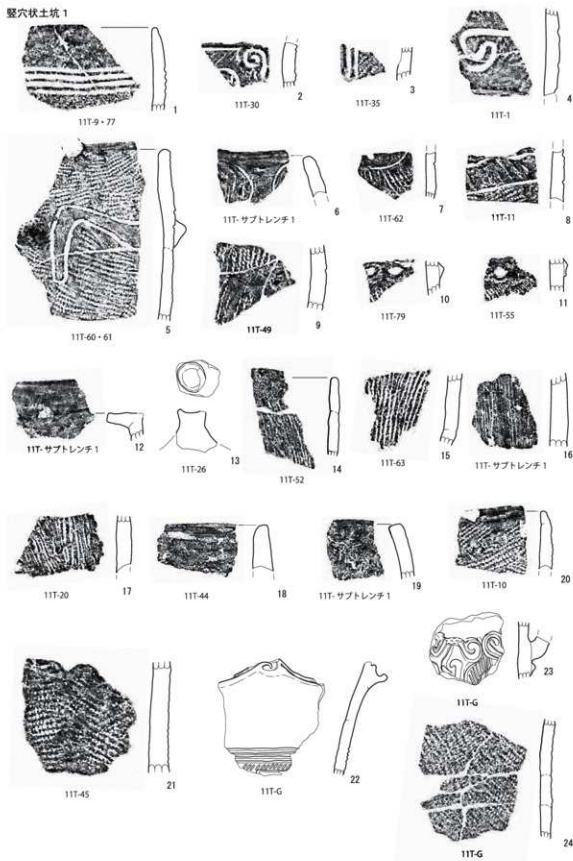 竪穴状土坑 1
11T-9・77
1
11T-30
2
11T-35
3
11T-1
4
11T-60・61
5
11T- サブトレンチ 1
6
11T-62
7
11T-11
8
11T-49
9
11T-79
10
11T-55
11
11T- サブトレンチ 1
12
11T-26
13
11T-52
14
11T-63
15
11T- サブトレンチ 1
16
11T-20
17
11T-44
18
11T- サブトレンチ 1
19
11T-10
20
11T-45
21
11T-G
22
11T-G
23
11T-G
24